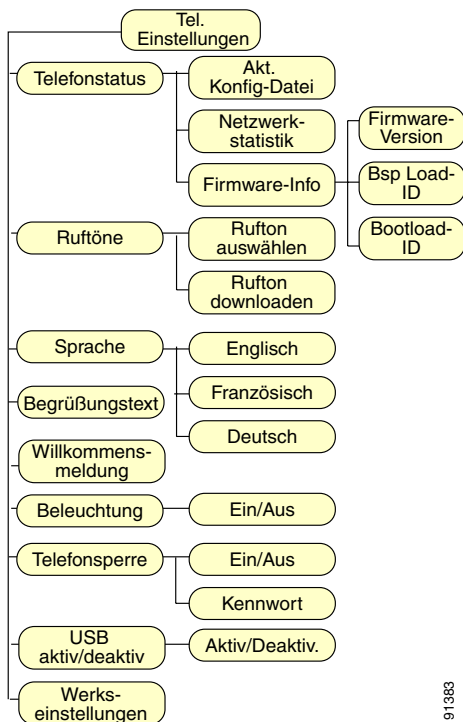 Tel.
Einstellungen
Telefonstatus
Akt.
Konfig-Datei
Netzwerk-
statistik
Firmware-Info
Firmware-
Version
Bsp Load-
ID
Bootload-
ID
Ruftöne
Rufton
auswählen
Rufton
downloaden
Sprache
Englisch
Französisch
Deutsch
Begrüßungstext
Willkommens-
meldung
Beleuchtung
Ein/Aus
Telefonsperre
Ein/Aus
Kennwort
USB
aktiv/deaktiv
Aktiv/Deaktiv.
Werks-
einstellungen
91383